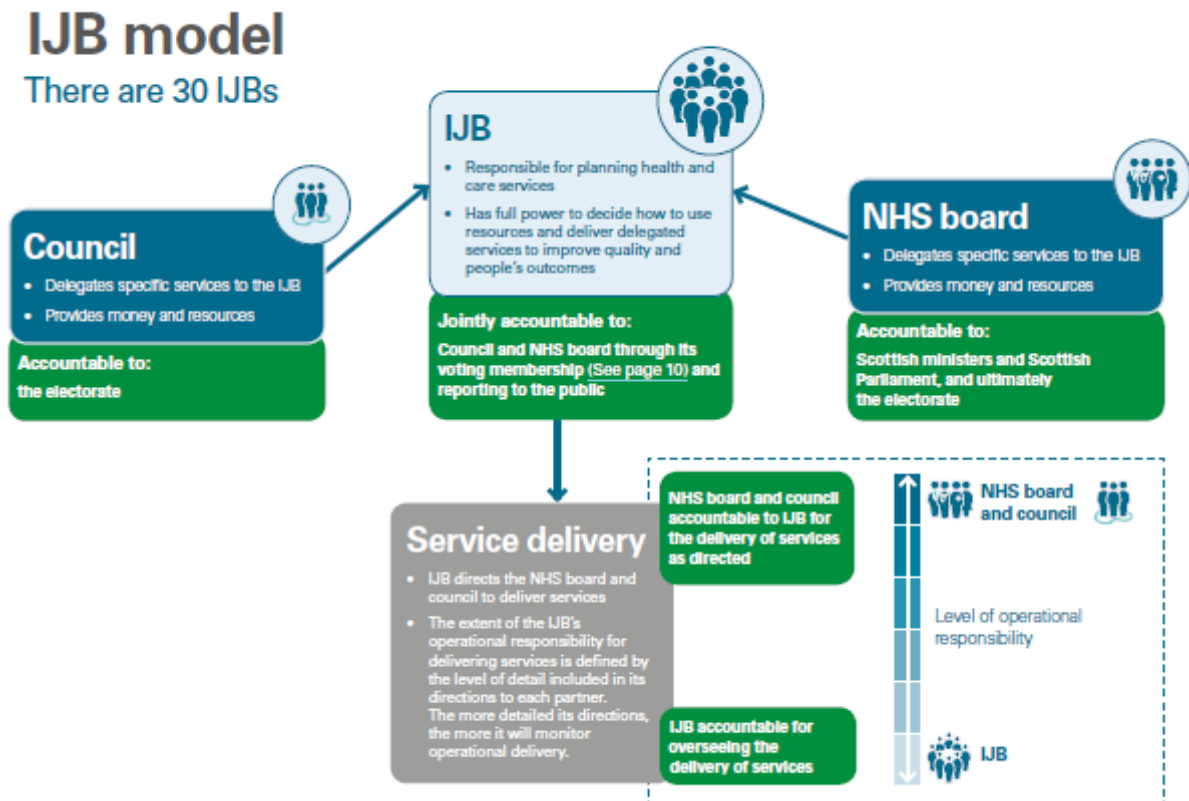 IJB model
There are 30 IJBs
IJB
• Responsible for planning health and
care services
• Has full power to decide how to use
resources and deliver delegated
services to improve quality and
people's outcomes
Jointly accountable to:
Council and NHS board through its
voting membership (See page 10) and
reporting to the public
Council
• Delegates specific services to the IJB
• Provides money and resources
Accountable to:
the electorate
NHS board
• Delegates specific services to the IJB
• Provides money and resources
Accountable to:
Scottish ministers and Scottish
Parliament, and ultimately
the electorate
Service delivery
• IJB directs the NHS board and
council to deliver services
• The extent of the IJB's
operational responsibility for
delivering services is defined by
the level of detail included in its
directions to each partner.
The more detailed its directions,
the more it will monitor
operational delivery.
NHS board and council
accountable to IJB for
the delivery of services
as directed
IJB accountable for
overseeing the
delivery of services
NHS board
and council
Level of operational
responsibility
IJB